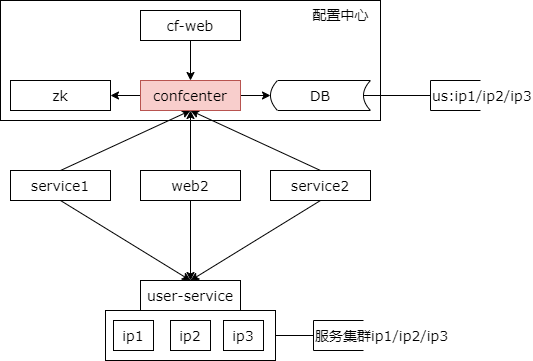 cf-web
配置中心
zk
confcenter
DB
us:ip1/ip2/ip3
service1
web2
service2
user-service
ip1
ip2
ip3
服务集群ip1/ip2/ip3